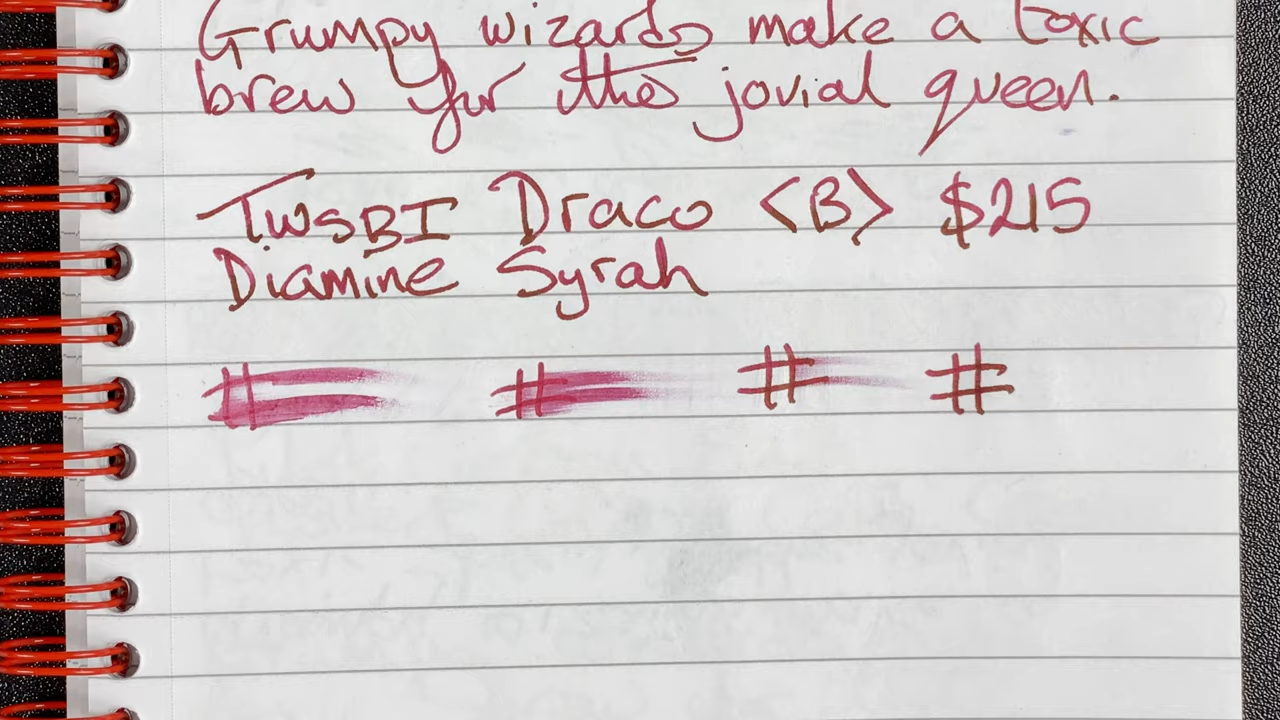 Grumpy wizards make a toxic
brew for the jovial queen.
TWSBI Draco <B> $215
Diamine Syrah
# # # #